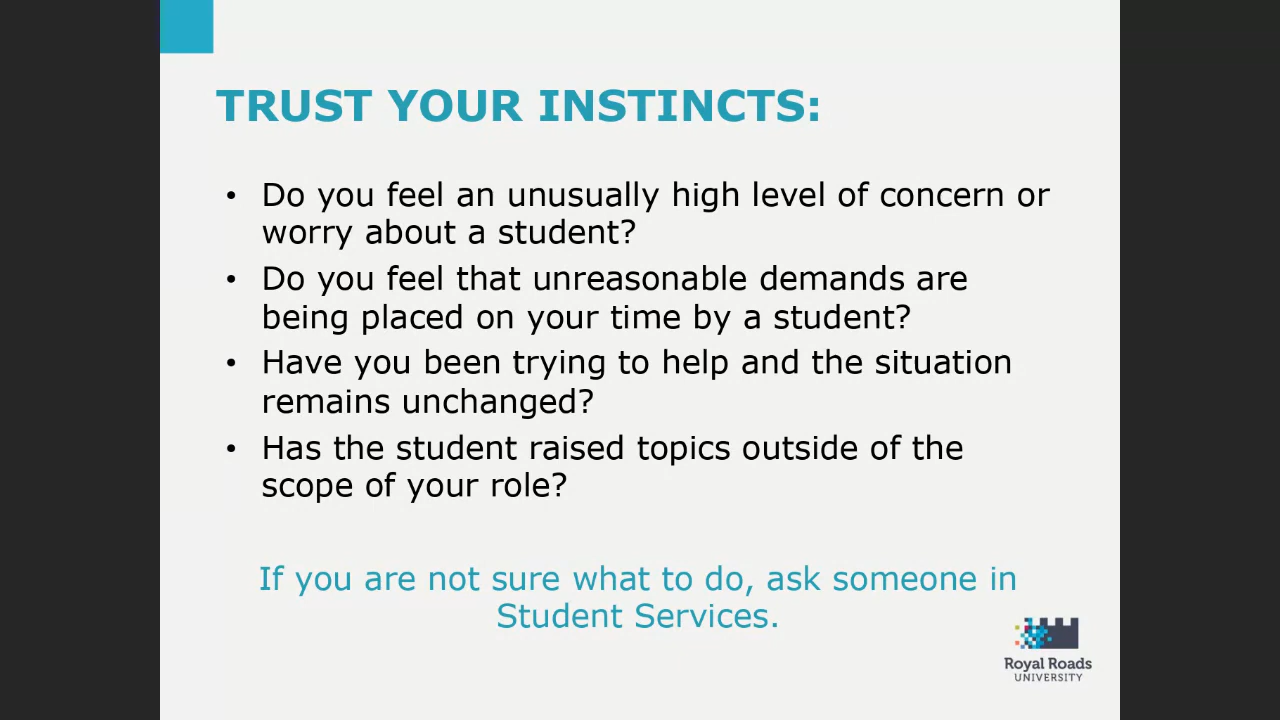 TRUST YOUR INSTINCTS:
• Do you feel an unusually high level of concern or
worry about a student?
• Do you feel that unreasonable demands are
being placed on your time by a student?
• Have you been trying to help and the situation
remains unchanged?
• Has the student raised topics outside of the
scope of your role?
If you are not sure what to do, ask someone in
Student Services.
Royal Roads
UNIVERSITY